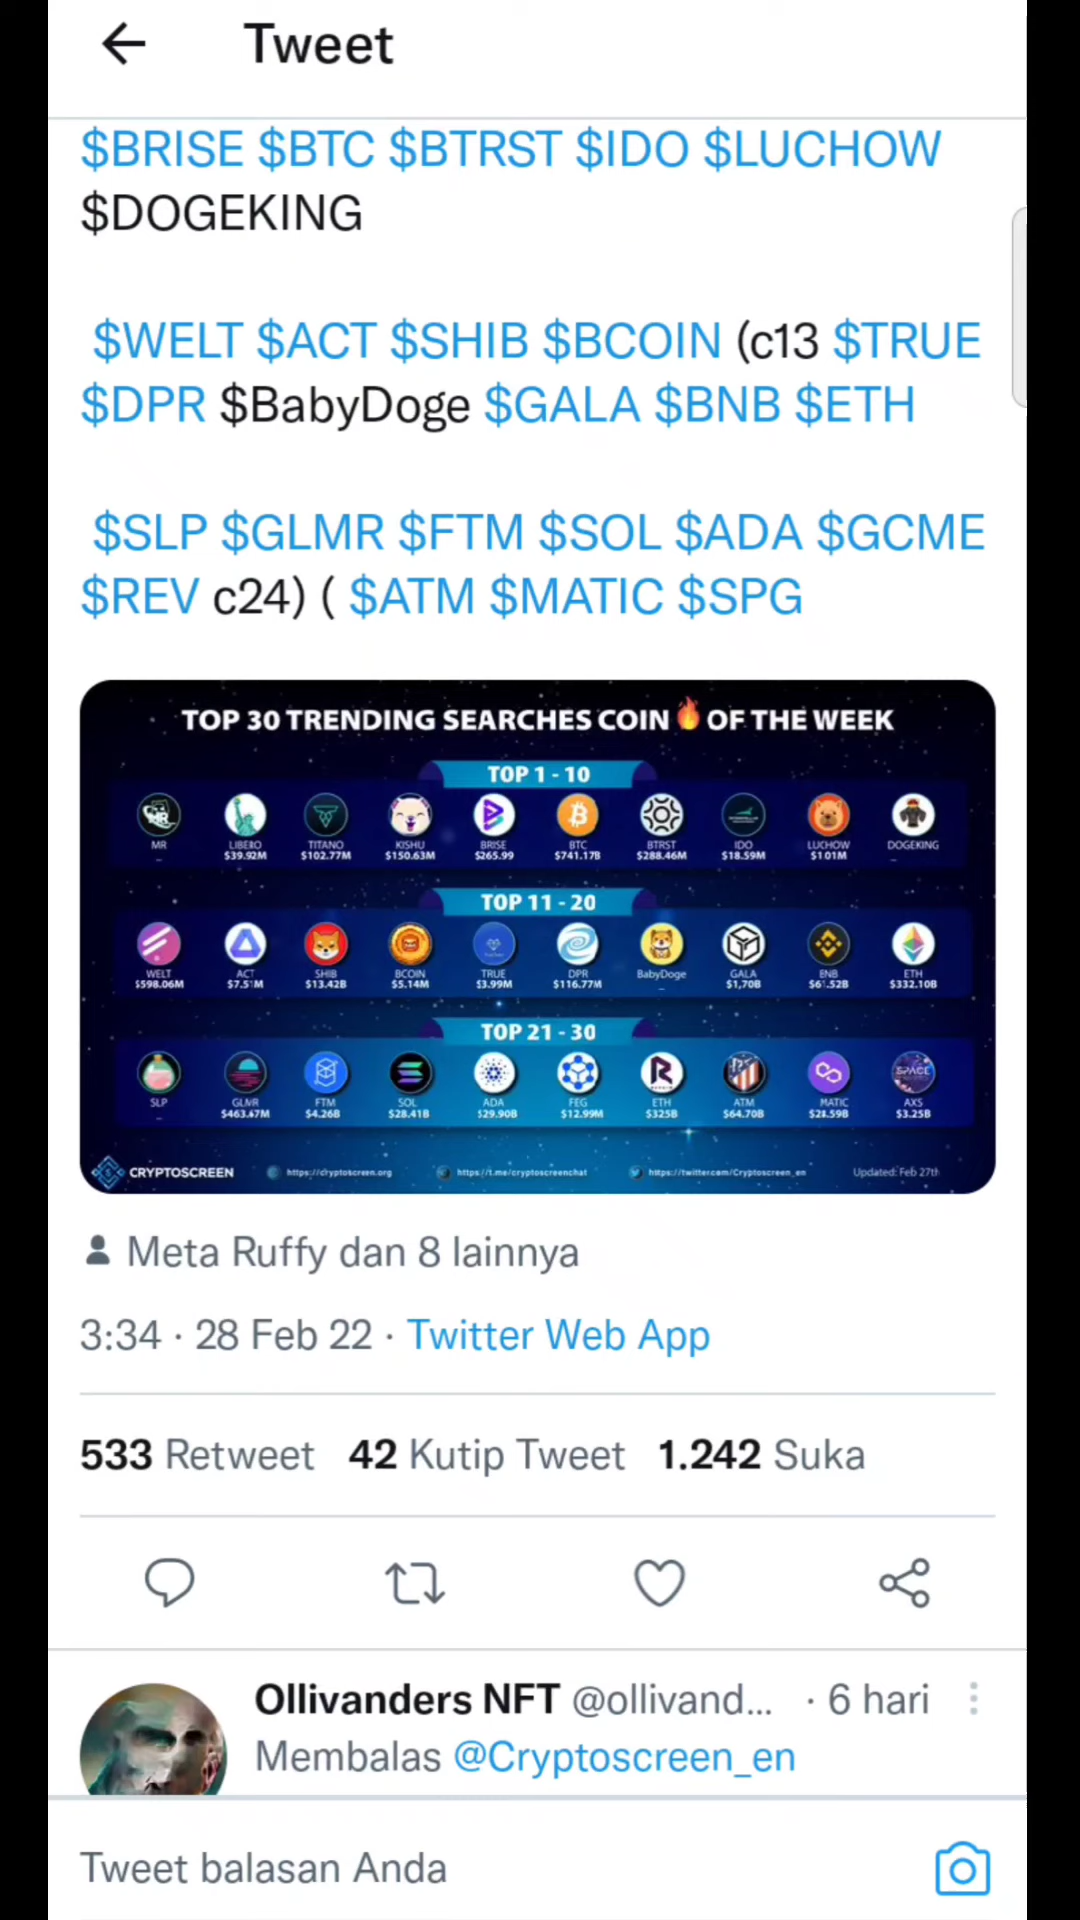 Tweet
$BRISE $BTC $BTRST $IDO $LUCHOW
$DOGEKING
$WELT $ACT $SHIB $BCOIN (c13 $TRUE
$DPR $BabyDoge $GALA $BNB $ETH
$SLP $GLMR $FTM $SOL $ADA $GCME
$REV c24) ( $ATM $MATIC $SPG
TOP 30 TRENDING SEARCHES COIN 🔥 OF THE WEEK
TOP 1 - 10
MR LIBERO TITANO KISHU BRISE BTC BTRST IDO LUCHOW DOGEKING
$39.92M $102.77M $150.63M $265.99 $741.17B $288.46M $18.59M $101M
TOP 11 - 20
WELT ACT SHIB BCOIN TRUE DPR BabyDoge GALA BNB ETH
$598.06M $13.42B $5.14M $3.99M $116.77M $1,70B $332.10B
TOP 21 - 30
SLP GLMR FTM SOL ADA FEG ETH ATM MATIC AXS
$463.67M $4.26B $28.41B $29.90B $12.99M $325B $64.70B $28.59B $3.25B
CRYPTOSCREEN https://cryptoscreen.org https://t.me/cryptoscreenchat https://twitter.com/Cryptoscreen_en Updated: Feb 27th
Meta Ruffy dan 8 lainnya
3:34 · 28 Feb 22 · Twitter Web App
533 Retweet 42 Kutip Tweet 1.242 Suka
Ollivanders NFT @ollivand... · 6 hari
Membalas @Cryptoscreen_en
Tweet balasan Anda